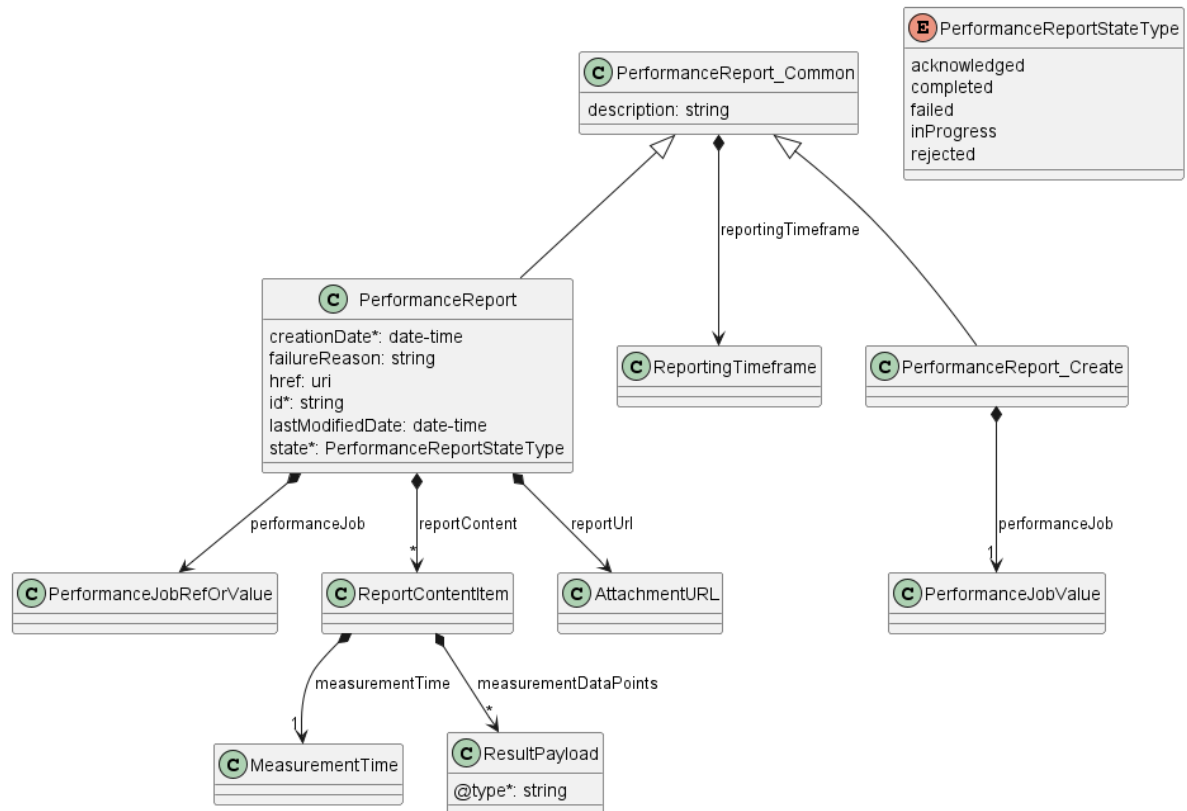 E PerformanceReportStateType
acknowledged
completed
failed
inProgress
rejected
C PerformanceReport_Common
description: string
reportingTimeframe
C PerformanceReport
creationDate*: date-time
failureReason: string
href: uri
id*: string
lastModifiedDate: date-time
state*: PerformanceReportStateType
C ReportingTimeframe
C PerformanceReport_Create
performanceJob
reportContent
*
reportUrl
performanceJob
1
C PerformanceJobRefOrValue
C ReportContentItem
C AttachmentURL
C PerformanceJobValue
measurementTime
1
measurementDataPoints
*
C MeasurementTime
C ResultPayload
@type*: string